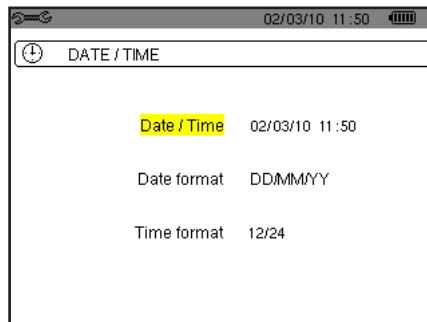 02/03/10 11:50
DATE / TIME
Date / Time 02/03/10 11:50
Date format DD/MM/YY
Time format 12/24